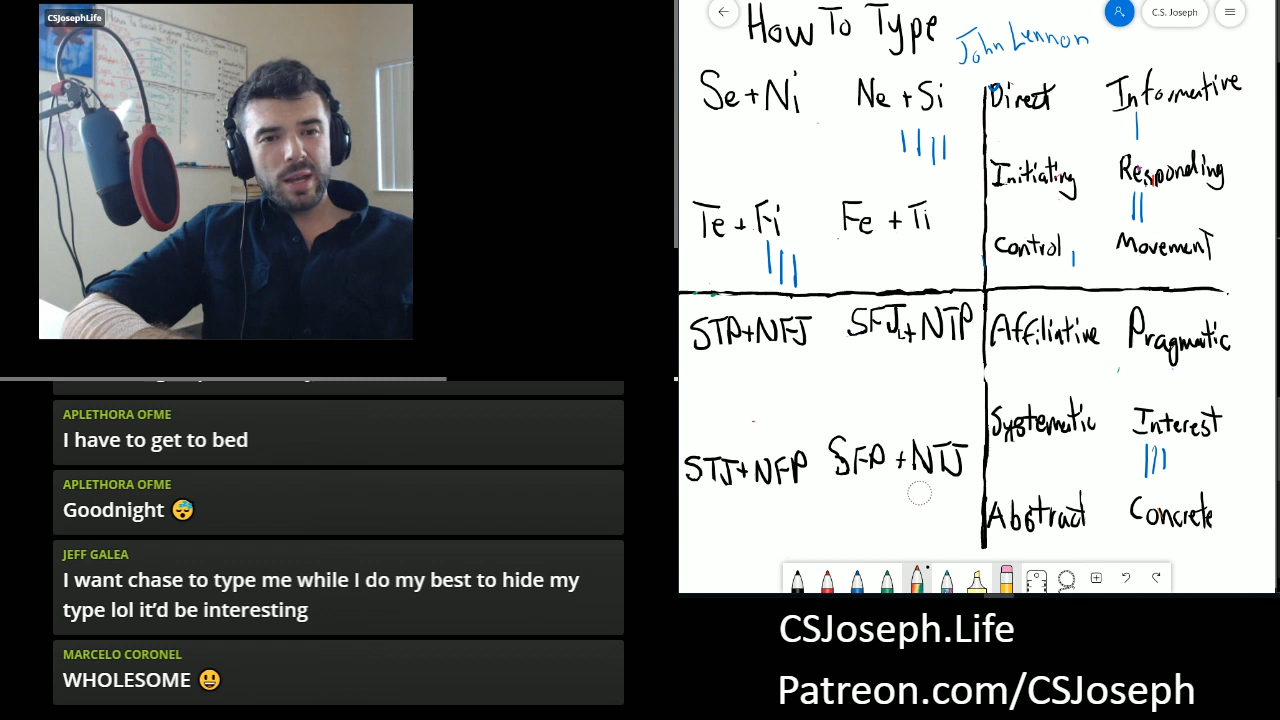 CSJosephLife
APLETHORA OFME
I have to get to bed
APLETHORA OFME
Goodnight 😴
JEFF GALEA
I want chase to type me while I do my best to hide my
type lol it'd be interesting
MARCELO CORONEL
WHOLESOME 😃
C.S. Joseph
How To Type
John Lennon
Se + Ni Ne + Si
Te + Fi Fe + Ti
STP+NFJ SFJ+NTP
STJ+NFP SFP+NTJ
Direct Informative
Initiating Responding
Control Movement
Affiliative Pragmatic
Systematic Interest
Abstract Concrete
CSJoseph.Life
Patreon.com/CSJoseph